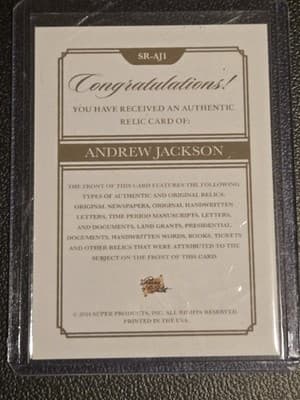 SR-AJ1
Congratulations!
YOU HAVE RECEIVED AN AUTHENTIC
RELIC CARD OF:
ANDREW JACKSON
THE FRONT OF THIS CARD FEATURES THE FOLLOWING
TYPES OF AUTHENTIC AND ORIGINAL RELICS:
ORIGINAL NEWSPAPERS, ORIGINAL HANDWRITTEN
LETTERS, TIME PERIOD MANUSCRIPTS, LETTERS,
AND DOCUMENTS, LAND GRANTS, PRESIDENTIAL
DOCUMENTS, HANDWRITTEN WORDS, BOOKS, TICKETS
AND OTHER RELICS THAT WERE ATTRIBUTED TO THE
SUBJECT ON THE FRONT OF THIS CARD.
SUPER PRODUCTS, INC. ALL RIGHTS RESERVED.
PRINTED IN THE USA.